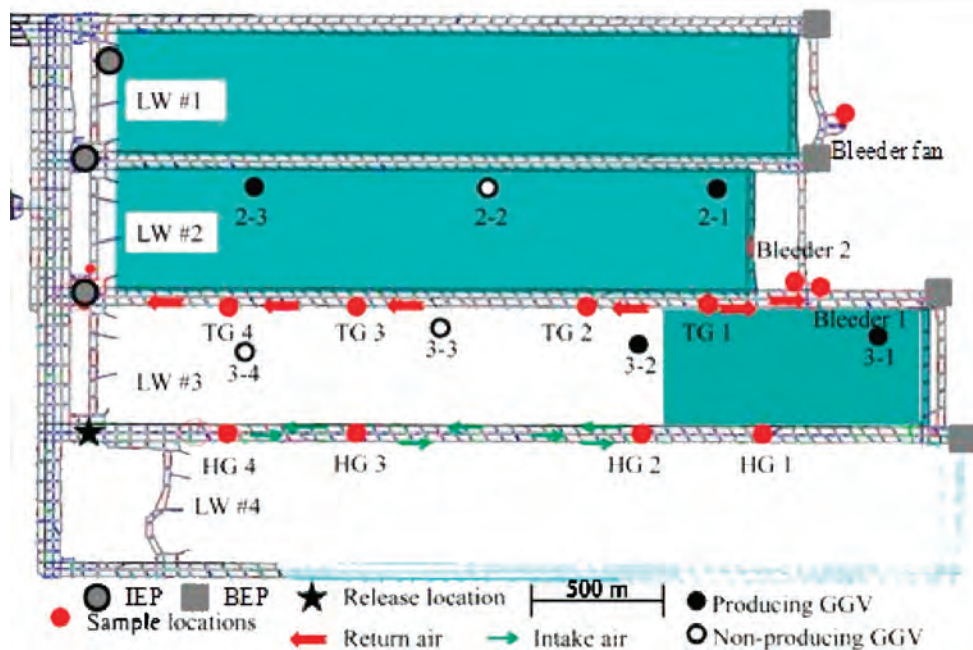 LW #1
Bleeder fan
2-3
2-2
2-1
LW #2
Bleeder 2
TG 4
TG 3
TG 2
TG 1
Bleeder 1
3-4
3-3
3-2
3-1
LW #3
HG 4
HG 3
HG 2
HG 1
LW #4
IEP
BEP
Release location
500 m
Producing GGV
Sample locations
Return air
Intake air
Non-producing GGV